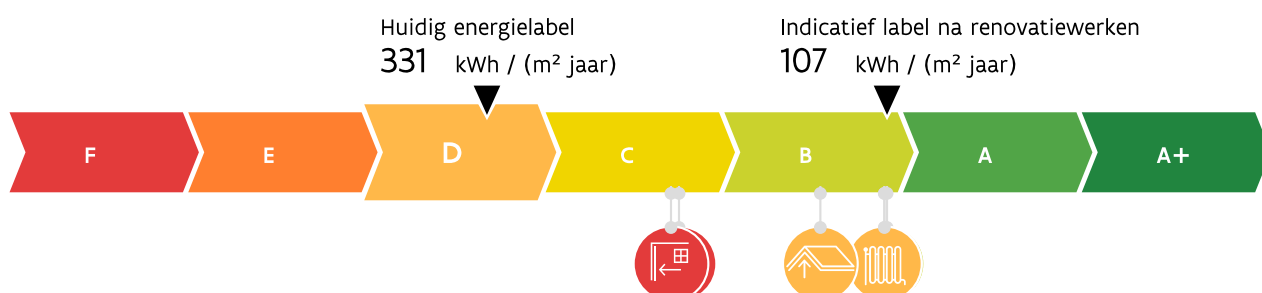 Huidig energielabel
331 kWh / (m² jaar)
Indicatief label na renovatiewerken
107 kWh / (m² jaar)
F E D C B A A+